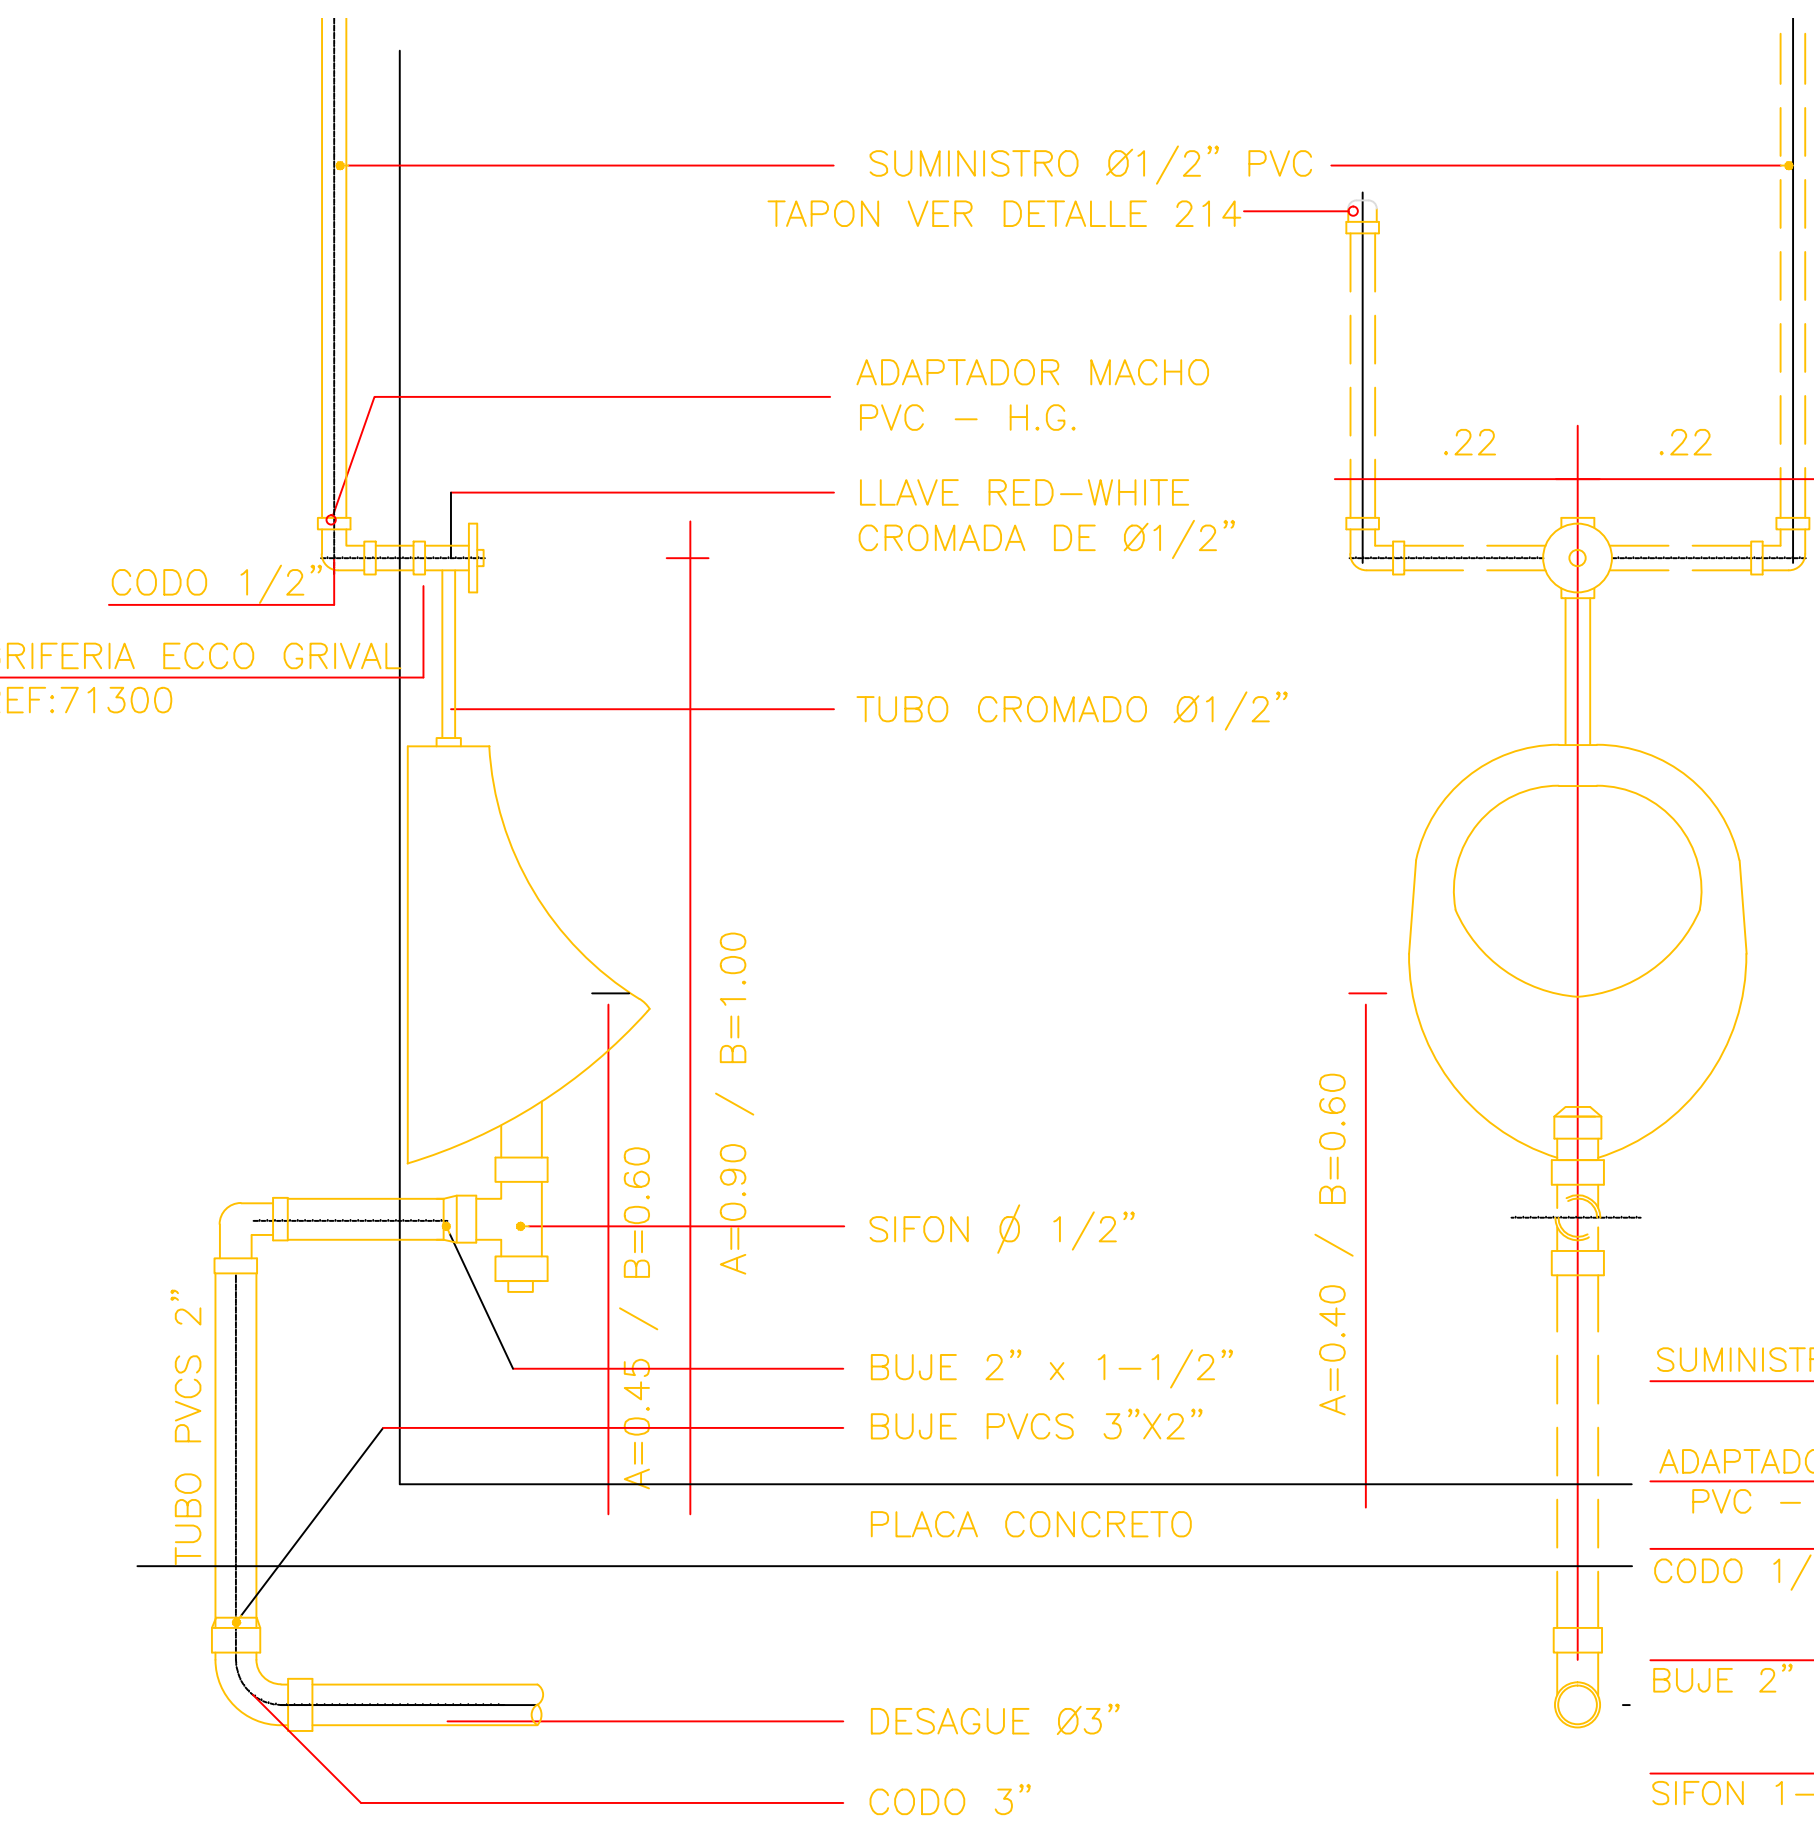 SUMINISTRO Ø1/2” PVC
TAPON VER DETALLE 214
ADAPTADOR MACHO
PVC – H.G.
.22
.22
LLAVE RED–WHITE
CROMADA DE Ø1/2”
CODO 1/2”
RIFERIA ECCO GRIVAL
EF:71300
TUBO CROMADO Ø1/2”
A=0.90 / B=1.00
A=0.45 / B=0.60
A=0.40 / B=0.60
SIFON Ø 1/2”
TUBO PVCS 2”
BUJE 2” x 1–1/2”
BUJE PVCS 3”X2”
PLACA CONCRETO
DESAGUE Ø3”
CODO 3”
SUMINIST
ADAPTADO
PVC –
CODO 1/
BUJE 2”
SIFON 1–